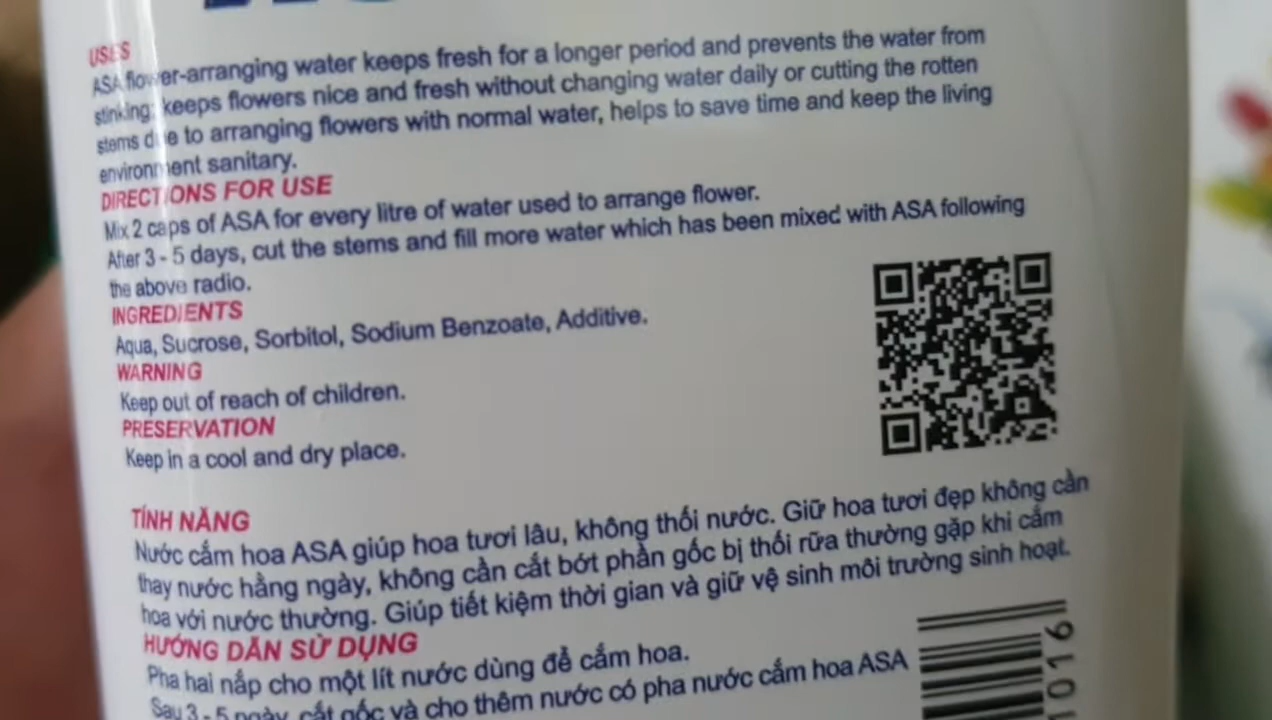 USES
ASA flower-arranging water keeps fresh for a longer period and prevents the water from
stinking; keeps flowers nice and fresh without changing water daily or cutting the rotten
stems due to arranging flowers with normal water, helps to save time and keep the living
environment sanitary.
DIRECTIONS FOR USE
Mix 2 caps of ASA for every litre of water used to arrange flower.
After 3 - 5 days, cut the stems and fill more water which has been mixed with ASA following
the above radio.
INGREDIENTS
Aqua, Sucrose, Sorbitol, Sodium Benzoate, Additive.
WARNING
Keep out of reach of children.
PRESERVATION
Keep in a cool and dry place.
TÍNH NĂNG
Nước cắm hoa ASA giúp hoa tươi lâu, không thối nước. Giữ hoa tươi đẹp không cần
thay nước hằng ngày, không cần cắt bớt phần gốc bị thối rữa thường gặp khi cắm
hoa với nước thường. Giúp tiết kiệm thời gian và giữ vệ sinh môi trường sinh hoạt.
HƯỚNG DẪN SỬ DỤNG
Pha hai nắp cho một lít nước dùng để cắm hoa.
Sau 3 - 5 ngày, cắt gốc và cho thêm nước có pha nước cắm hoa ASA
1016